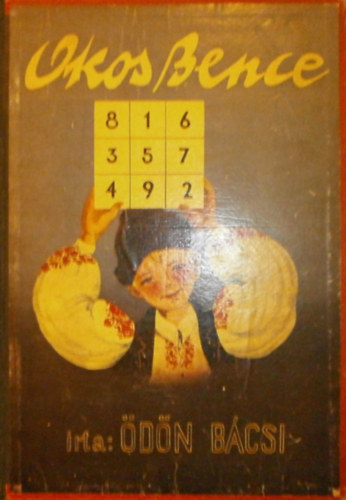 Okos Bence
8 1 6
3 5 7
4 9 2
írta: ÖDÖN BÁCSI